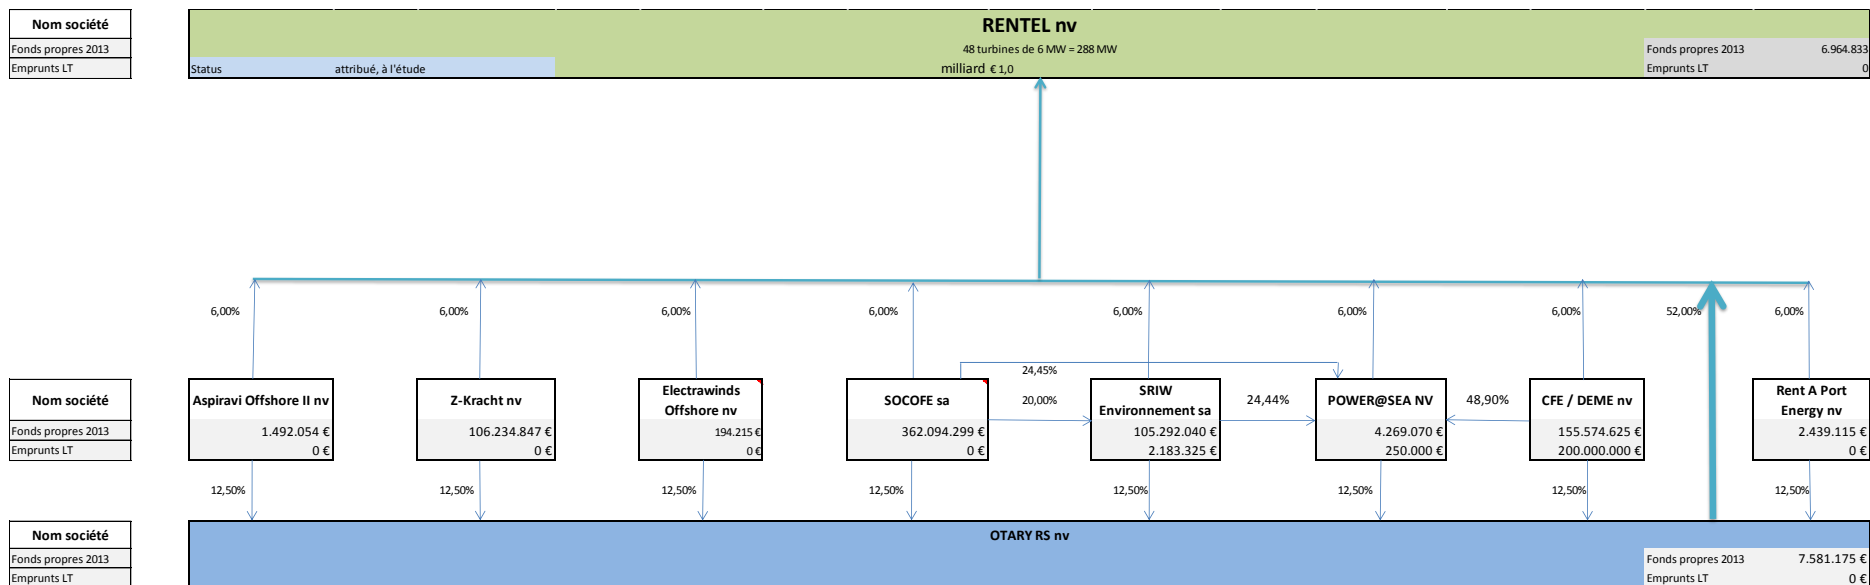 Nom société
RENTEL nv
Fonds propres 2013
48 turbines de 6 MW = 288 MW
Fonds propres 2013 6.964.833
Emprunts LT
Status attribué, à l'étude
milliard € 1,0
Emprunts LT 0
6,00% 6,00% 6,00% 6,00% 6,00% 6,00% 6,00% 52,00% 6,00%
24,45%
20,00%
24,44%
48,90%
Nom société
Aspiravi Offshore II nv
Z-Kracht nv
Electrawinds
Offshore nv
SOCOFE sa
SRIW
Environnement sa
POWER@SEA NV
CFE / DEME nv
Rent A Port
Energy nv
Fonds propres 2013
1.492.054 € 106.234.847 € 194.215 € 362.094.299 € 105.292.040 € 4.269.070 € 155.574.625 € 2.439.115 €
Emprunts LT
0 € 0 € 0 € 0 € 2.183.325 € 250.000 € 200.000.000 € 0 €
12,50% 12,50% 12,50% 12,50% 12,50% 12,50% 12,50% 12,50%
Nom société
OTARY RS nv
Fonds propres 2013
Fonds propres 2013 7.581.175 €
Emprunts LT
Emprunts LT 0 €